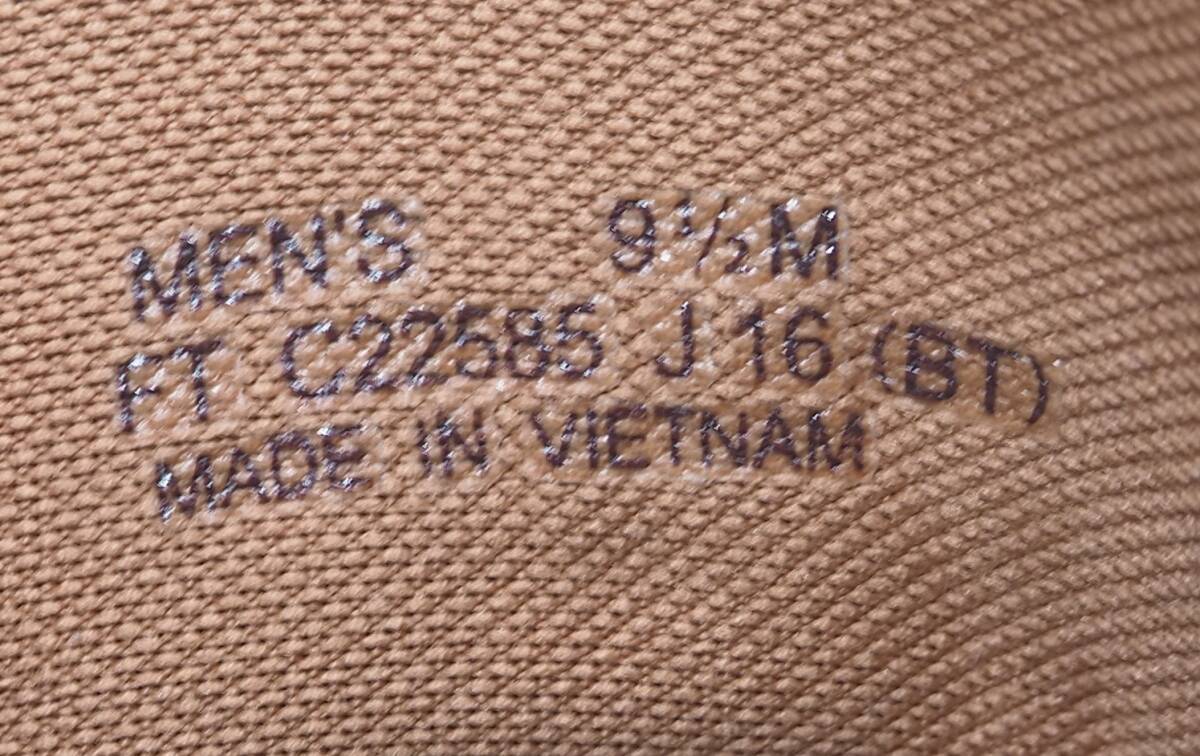 MEN'S 9½M
FT C22585 J 16 (BT)
MADE IN VIETNAM